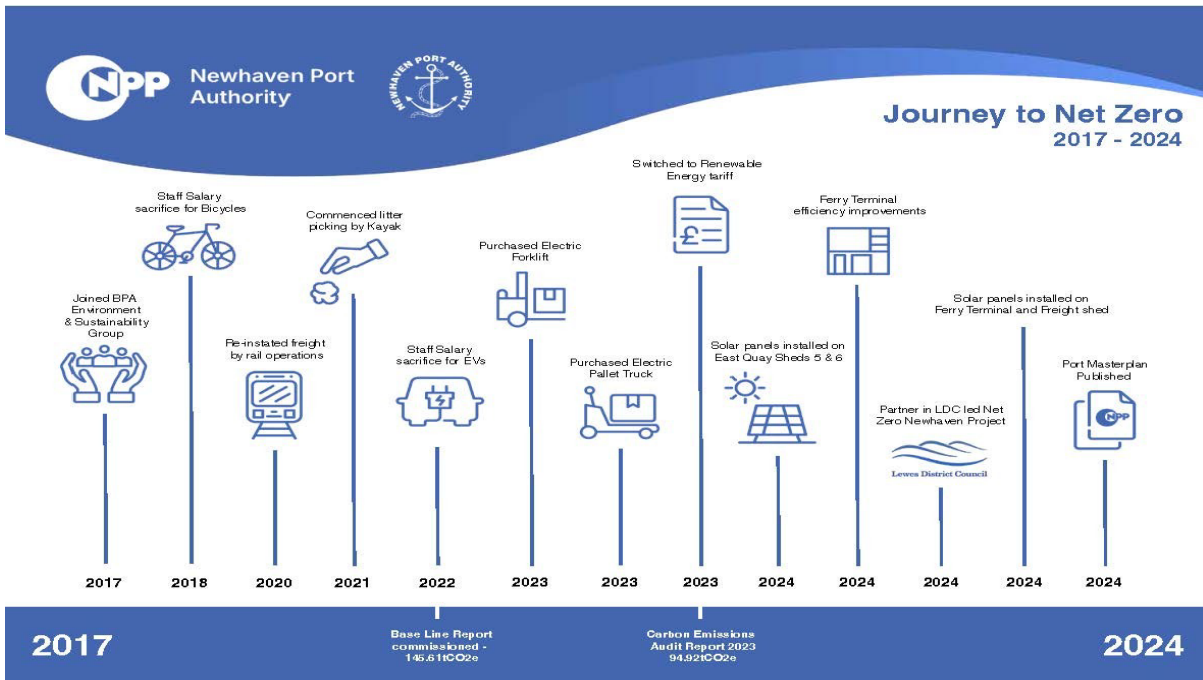 NPP
Newhaven Port
Authority
NEWHAVEN PORT AUTHORITY
Journey to Net Zero
2017 - 2024
Joined BPA
Environment
& Sustainability
Group
2017
Staff Salary
sacrifice for Bicycles
2018
Re-instated freight
by rail operations
2020
Commenced litter
picking by Kayak
2021
Staff Salary
sacrifice for EVs
2022
Purchased Electric
Forklift
2023
Purchased Electric
Pallet Truck
2023
Switched to Renewable
Energy tariff
£
2023
Solar panels installed on
East Quay Sheds 5 & 6
2024
Ferry Terminal
efficiency improvements
2024
Partner in LDC led Net
Zero Newhaven Project
Lewes District Council
2024
Solar panels installed on
Ferry Terminal and Freight shed
2024
Port Masterplan
Published
NPP
2024
2017
Base Line Report
commissioned -
145.61tCO2e
Carbon Emissions
Audit Report 2023
94.92tCO2e
2024